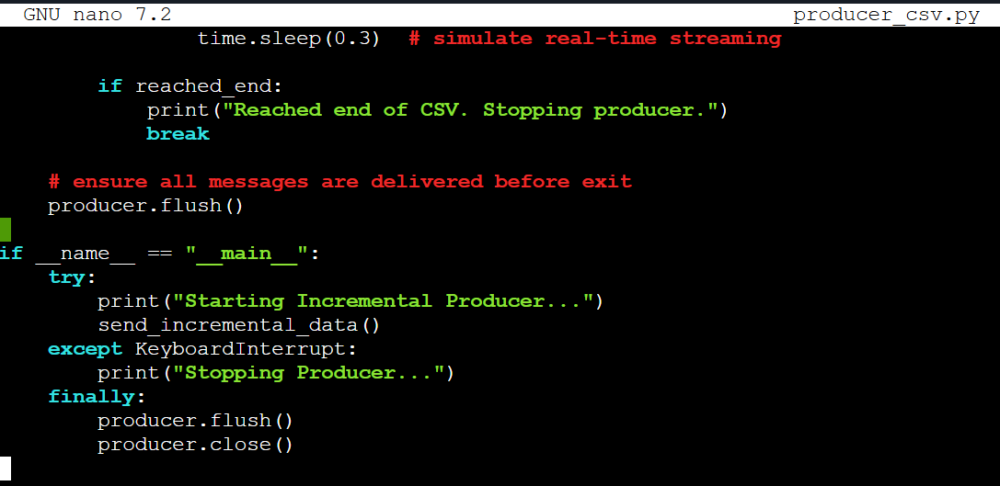 GNU nano 7.2 producer_csv.py
time.sleep(0.3)  # simulate real-time streaming
if reached_end:
print("Reached end of CSV. Stopping producer.")
break
# ensure all messages are delivered before exit
producer.flush()
if __name__ == "__main__":
try:
print("Starting Incremental Producer...")
send_incremental_data()
except KeyboardInterrupt:
print("Stopping Producer...")
finally:
producer.flush()
producer.close()